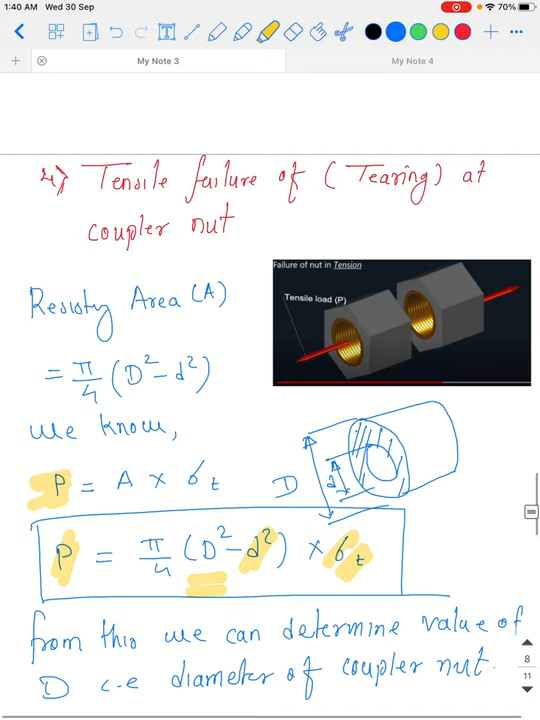 1:40 AM Wed 30 Sep
70%
My Note 3
My Note 4
4) Tensile failure of (Tearing) at
coupler nut
Failure of nut in Tension
Tensile load (P)
Resisty Area (A)
= π/4 (D² - d²)
we know,
P = A × σt
D
d
P = π/4 (D² - d²) × σt
from this we can determine value of
D i.e diameter of coupler nut.
8
11